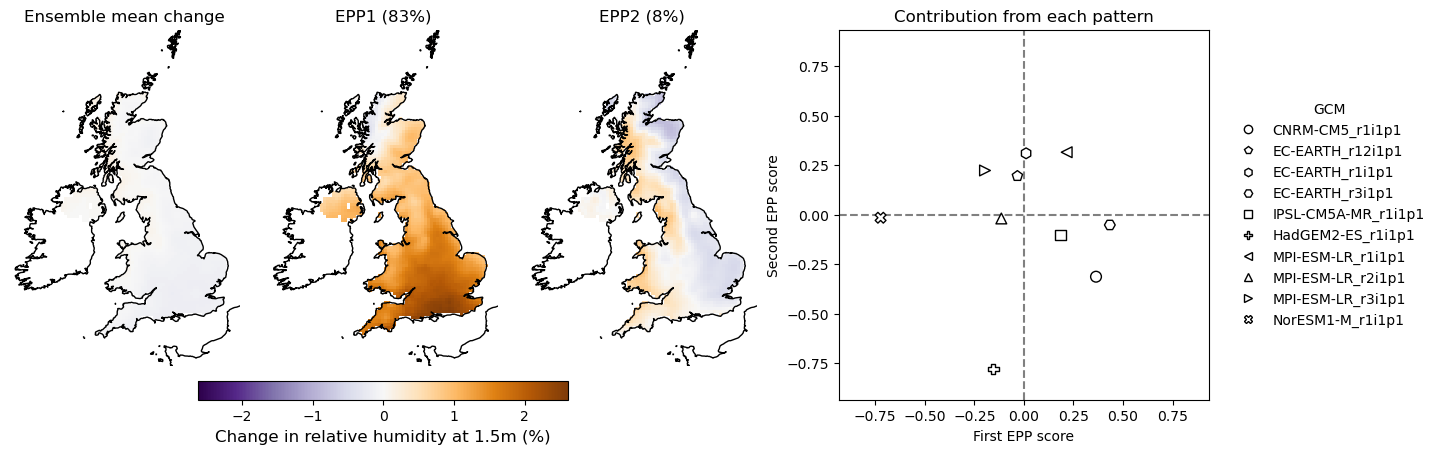 Ensemble mean change
EPP1 (83%)
EPP2 (8%)
Contribution from each pattern
−2
−1
0
1
2
Change in relative humidity at 1.5m (%)
Second EPP score
0.75
0.50
0.25
0.00
−0.25
−0.50
−0.75
−0.75
−0.50
−0.25
0.00
0.25
0.50
0.75
First EPP score
GCM
CNRM-CM5_r1i1p1
EC-EARTH_r12i1p1
EC-EARTH_r1i1p1
EC-EARTH_r3i1p1
IPSL-CM5A-MR_r1i1p1
HadGEM2-ES_r1i1p1
MPI-ESM-LR_r1i1p1
MPI-ESM-LR_r2i1p1
MPI-ESM-LR_r3i1p1
NorESM1-M_r1i1p1